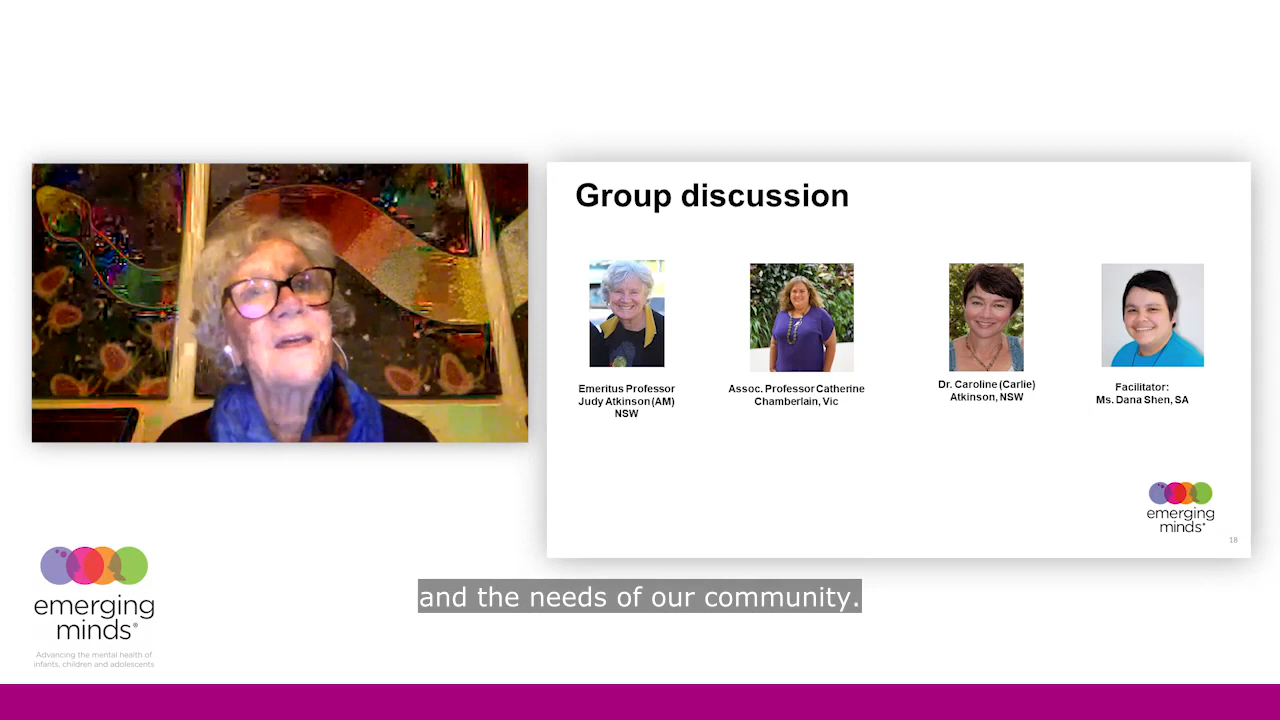 Group discussion
Emeritus Professor
Judy Atkinson (AM)
NSW
Assoc. Professor Catherine
Chamberlain, Vic
Dr. Caroline (Carlie)
Atkinson, NSW
Facilitator:
Ms. Dana Shen, SA
emerging
minds®
18
emerging
minds®
Advancing the mental health of
infants, children and adolescents
and the needs of our community.